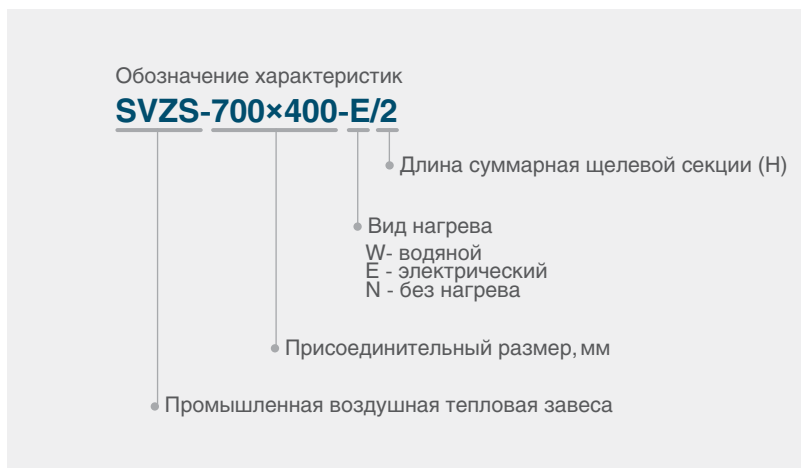 Обозначение характеристик
SVZS-700×400-E/2
Длина суммарная щелевой секции (H)
Вид нагрева
W- водяной
E - электрический
N - без нагрева
Присоединительный размер, мм
Промышленная воздушная тепловая завеса